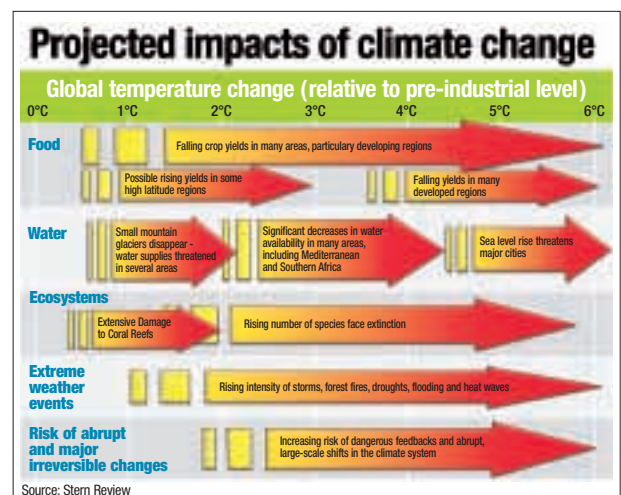 Projected impacts of climate change
Global temperature change (relative to pre-industrial level)
0°C 1°C 2°C 3°C 4°C 5°C 6°C
Food
Falling crop yields in many areas, particulary developing regions
Possible rising yields in some
high latitude regions
Falling yields in many
developed regions
Water
Small mountain
glaciers disappear -
water supplies threatened
in several areas
Significant decreases in water
availability in many areas,
including Mediterranean
and Southern Africa
Sea level rise threatens
major cities
Ecosystems
Extensive Damage
to Coral Reefs
Rising number of species face extinction
Extreme
weather
events
Rising intensity of storms, forest fires, droughts, flooding and heat waves
Risk of abrupt
and major
irreversible changes
Increasing risk of dangerous feedbacks and abrupt,
large-scale shifts in the climate system
Source: Stern Review